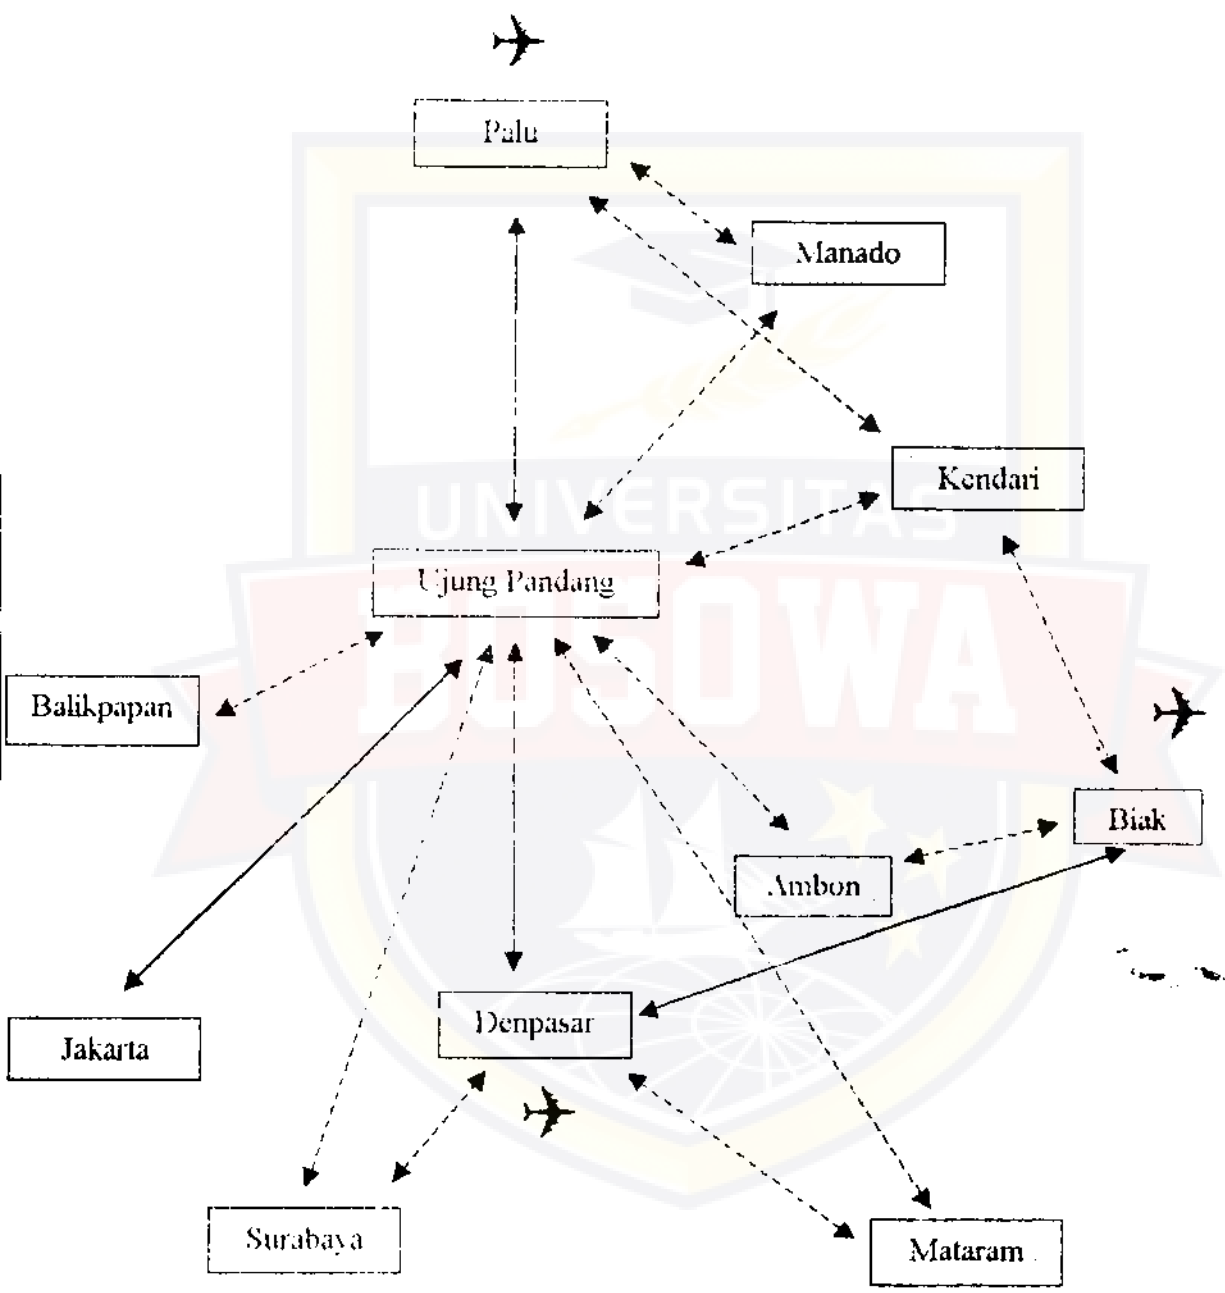 Palu
Manado
Kendari
UNIVERSITAS
Ujung Pandang
BOSOWA
Balikpapan
Biak
Ambon
Denpasar
Jakarta
Surabaya
Mataram